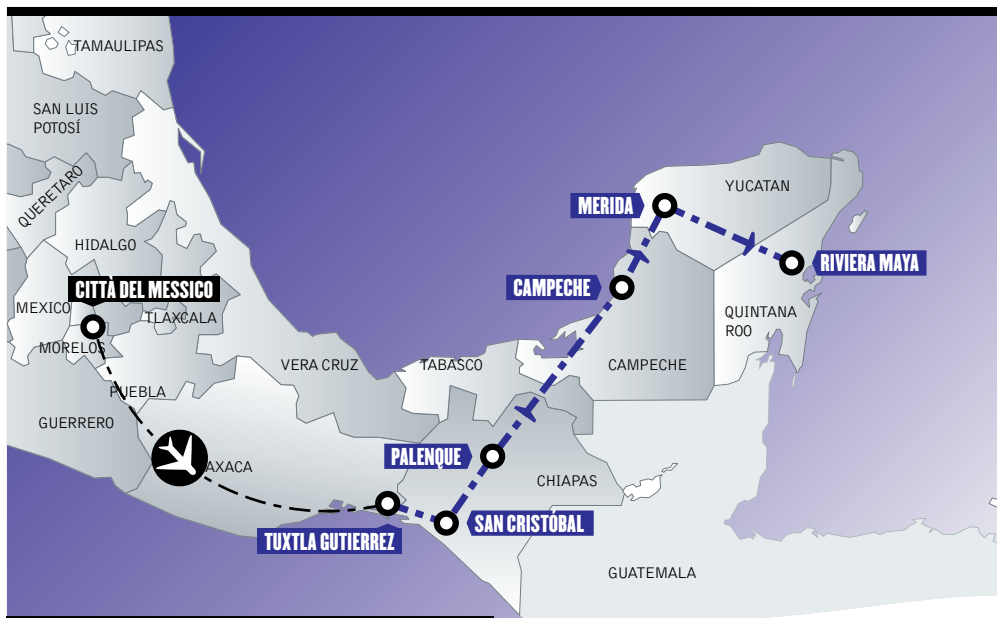 TAMAULIPAS
SAN LUIS
POTOSÍ
QUERETARO
HIDALGO
CITTÀ DEL MESSICO
MEXICO
TLAXCALA
MORELOS
PUEBLA
GUERRERO
AXACA
VERA CRUZ
TABASCO
MERIDA
YUCATAN
CAMPECHE
RIVIERA MAYA
QUINTANA
ROO
CAMPECHE
PALENQUE
CHIAPAS
TUXTLA GUTIERREZ
SAN CRISTÓBAL
GUATEMALA